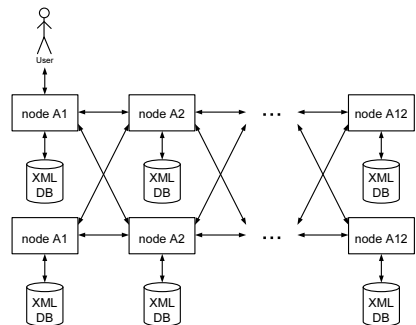 User
node A1
node A2
...
node A12
XML
DB
XML
DB
XML
DB
node A1
node A2
...
node A12
XML
DB
XML
DB
XML
DB